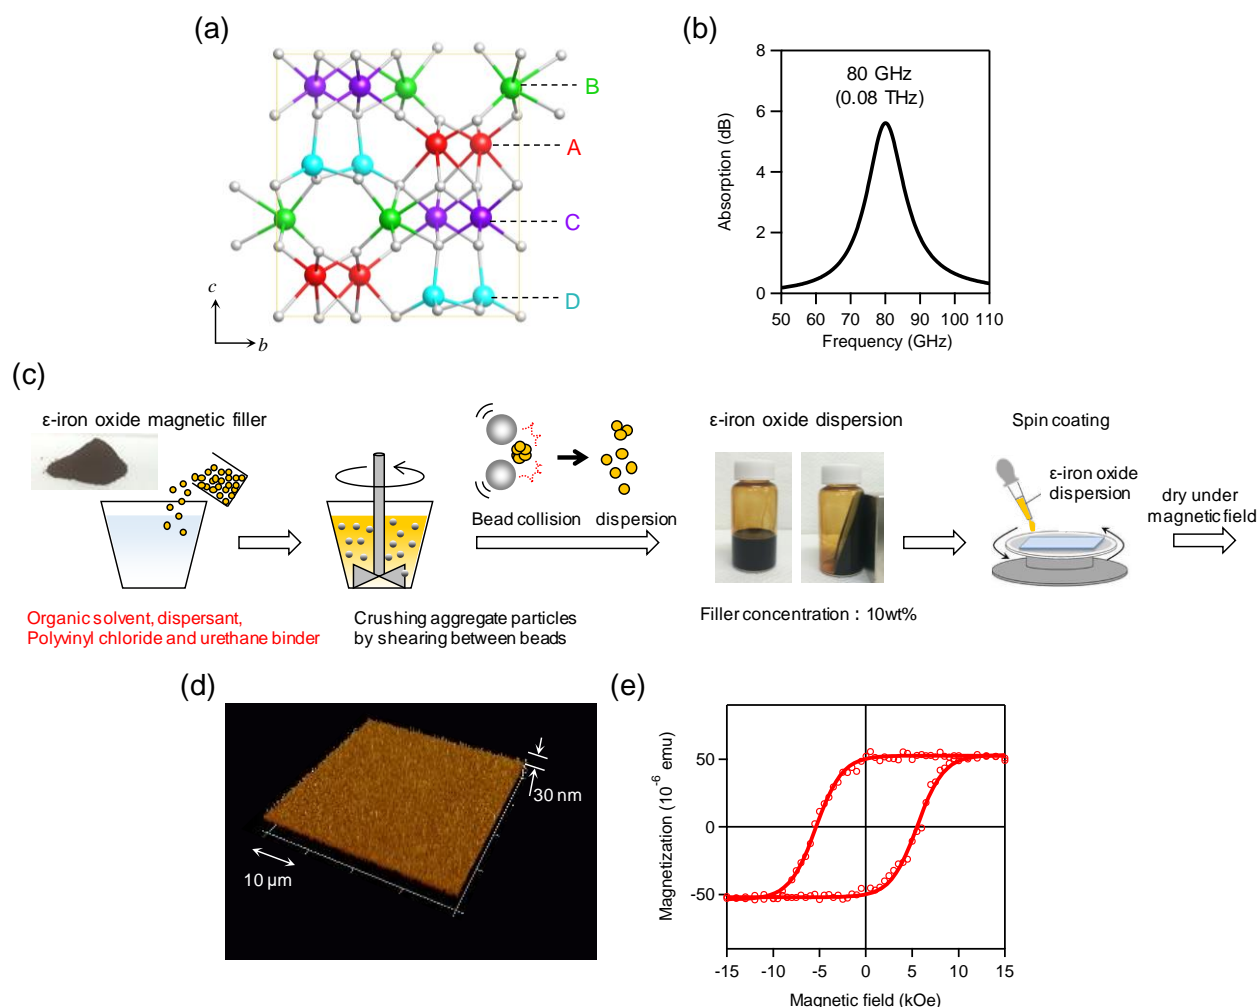 (a)
B
A
C
D
c
b
(b)
80 GHz
(0.08 THz)
Absorption (dB)
8
6
4
2
0
50 60 70 80 90 100 110
Frequency (GHz)
(c)
ε-iron oxide magnetic filler
Organic solvent, dispersant,
Polyvinyl chloride and urethane binder
Crushing aggregate particles
by shearing between beads
Bead collision
dispersion
ε-iron oxide dispersion
Filler concentration : 10wt%
Spin coating
ε-iron oxide
dispersion
dry under
magnetic field
(d)
30 nm
10 μm
(e)
Magnetization (10⁻⁶ emu)
50
0
-50
-15 -10 -5 0 5 10 15
Magnetic field (kOe)